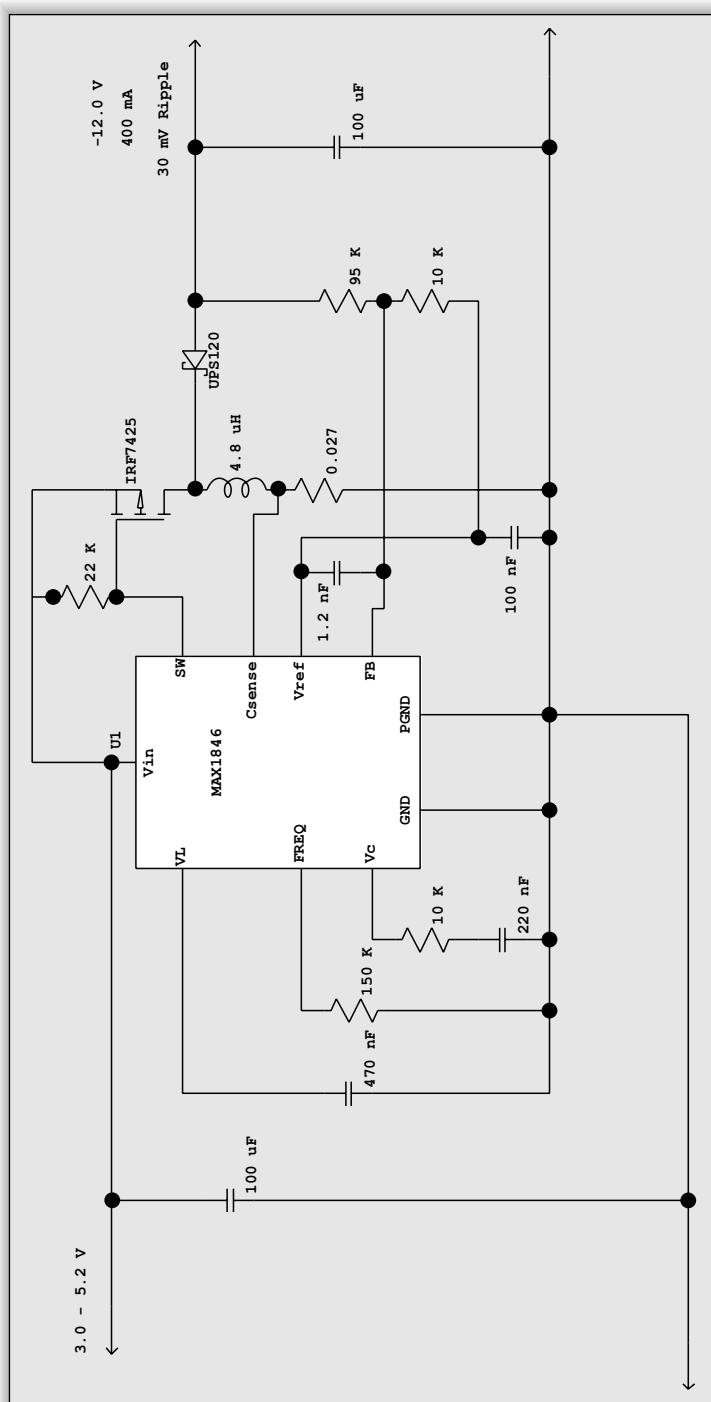 3.0 - 5.2 V
100 uF
470 nF
150 K
10 K
220 nF
U1
Vin
VL
SW
MAX1846
Csense
FREQ
Vref
Vc
FB
GND
PGND
22 K
IRF7425
1.2 nF
100 nF
4.8 uH
0.027
UPS120
95 K
10 K
-12.0 V
400 mA
30 mV Ripple
100 uF